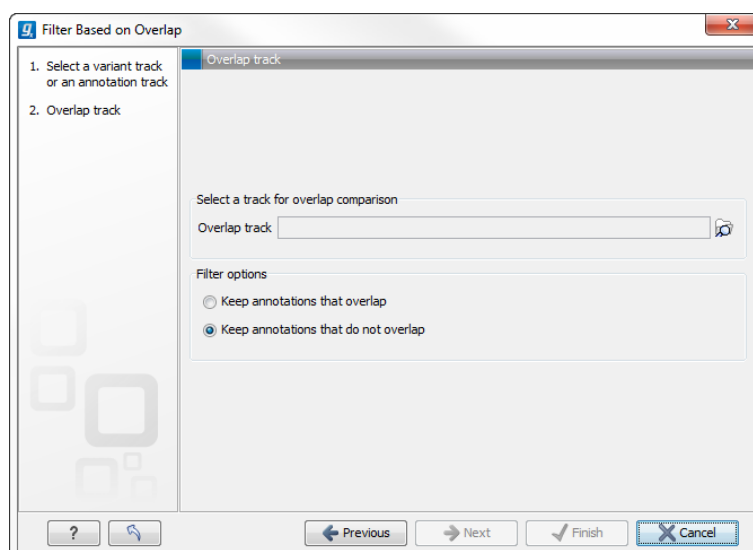 Filter Based on Overlap
1. Select a variant track
or an annotation track
2. Overlap track
Overlap track
Select a track for overlap comparison
Overlap track
Filter options
Keep annotations that overlap
Keep annotations that do not overlap
?
Previous
Next
Finish
Cancel